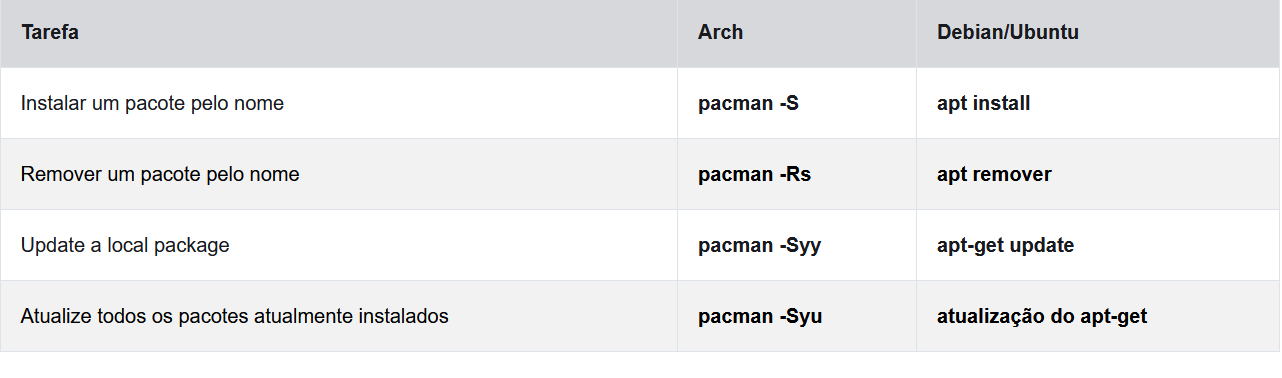 Tarefa Arch Debian/Ubuntu
Instalar um pacote pelo nome pacman -S apt install
Remover um pacote pelo nome pacman -Rs apt remover
Update a local package pacman -Syy apt-get update
Atualize todos os pacotes atualmente instalados pacman -Syu atualização do apt-get